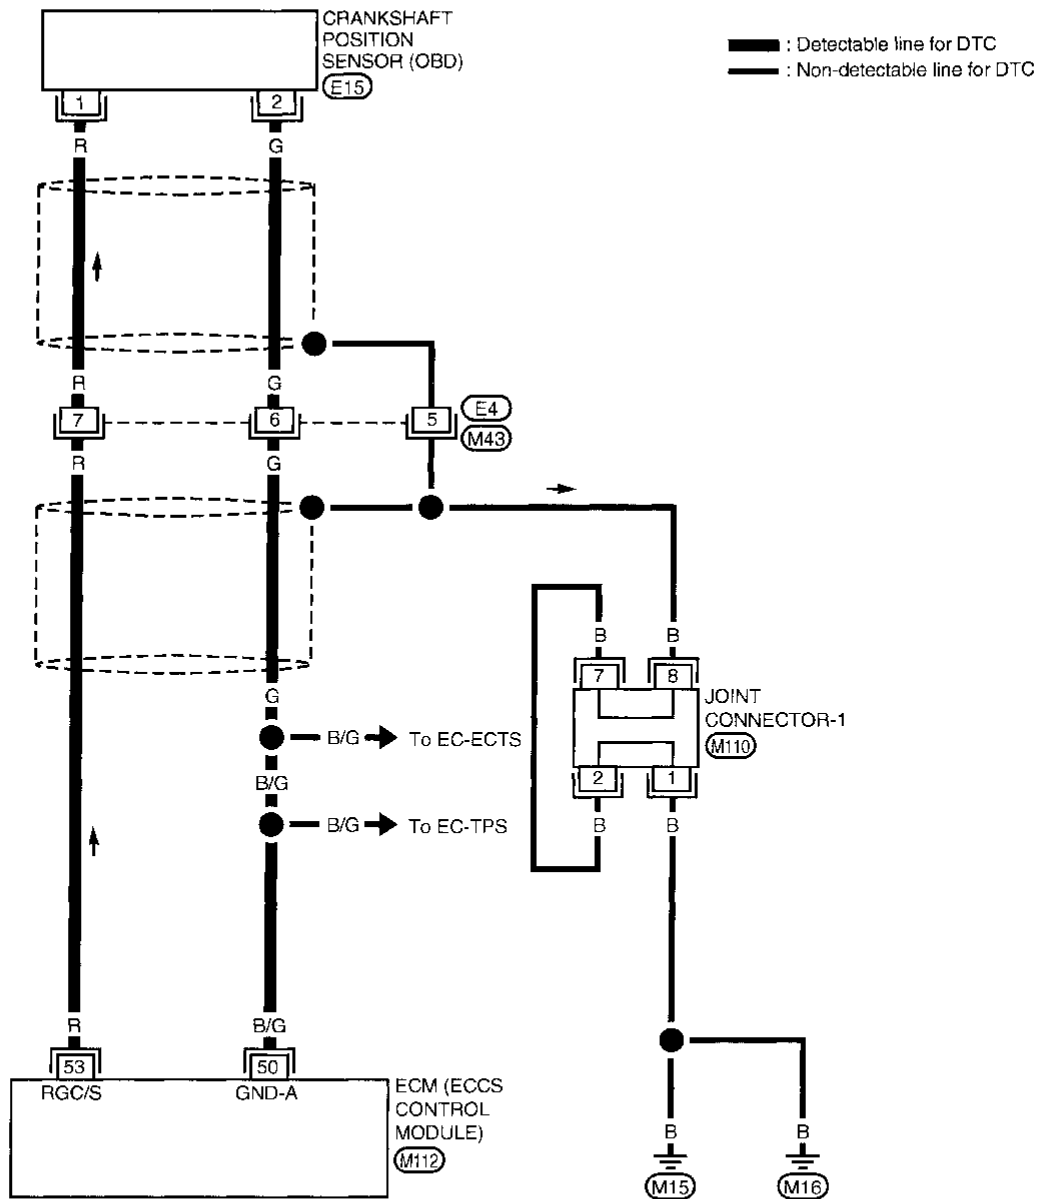 CRANKSHAFT
POSITION
SENSOR (OBD)
E15
: Detectable line for DTC
: Non-detectable line for DTC
1
2
R
G
R
G
7
6
5
E4
M43
R
G
B
B
7
8
JOINT
CONNECTOR-1
M110
2
1
B
B
G
B/G
To EC-ECTS
B/G
B/G
To EC-TPS
R
B/G
53
50
RGC/S
GND-A
ECM (ECCS
CONTROL
MODULE)
M112
B
B
M15
M16